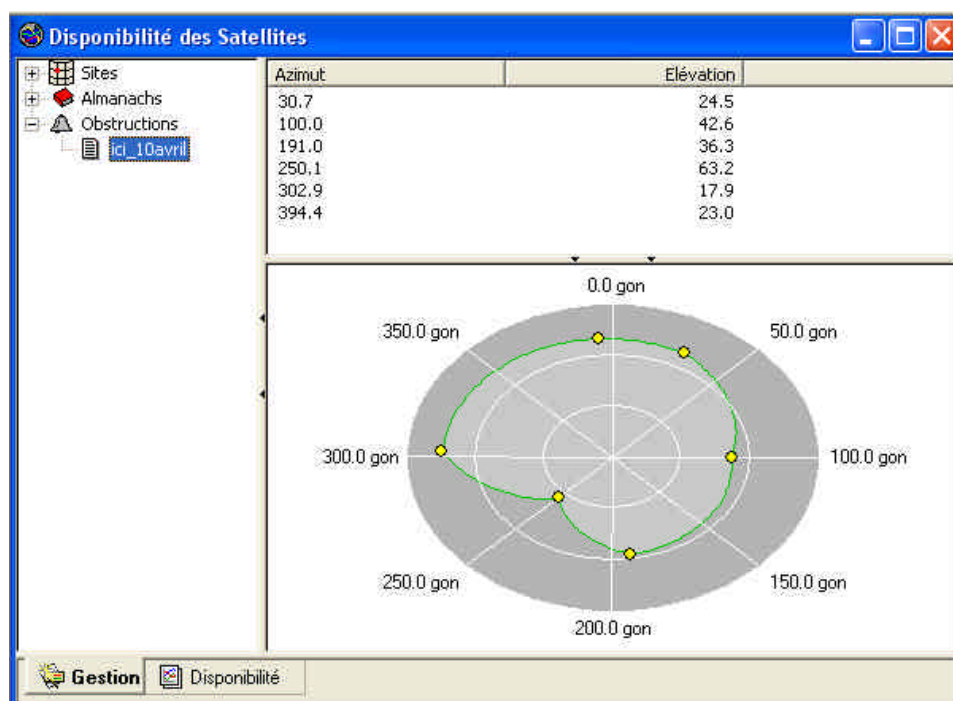 Disponibilité des Satellites
Sites
Almanachs
Obstructions
ici_10avril
Azimut Elévation
30.7 24.5
100.0 42.6
191.0 36.3
250.1 63.2
302.9 17.9
394.4 23.0
0.0 gon
350.0 gon 50.0 gon
300.0 gon 100.0 gon
250.0 gon 150.0 gon
200.0 gon
Gestion Disponibilité